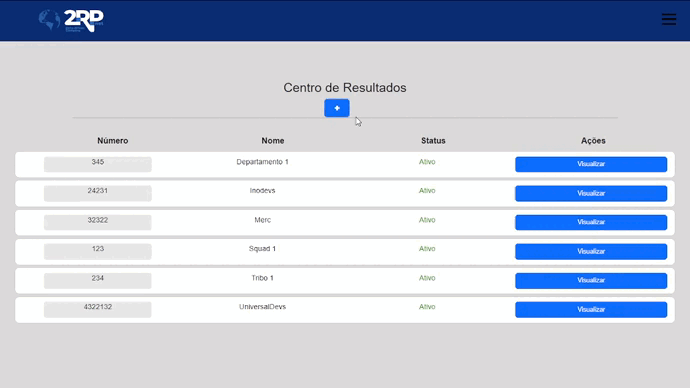 2RP
Centro de Resultados
+
Número Nome Status Ações
345 Departamento 1 Ativo Visualizar
24231 Inodevs Ativo Visualizar
32322 Merc Ativo Visualizar
123 Squad 1 Ativo Visualizar
234 Tribo 1 Ativo Visualizar
4322132 UniversalDevs Ativo Visualizar